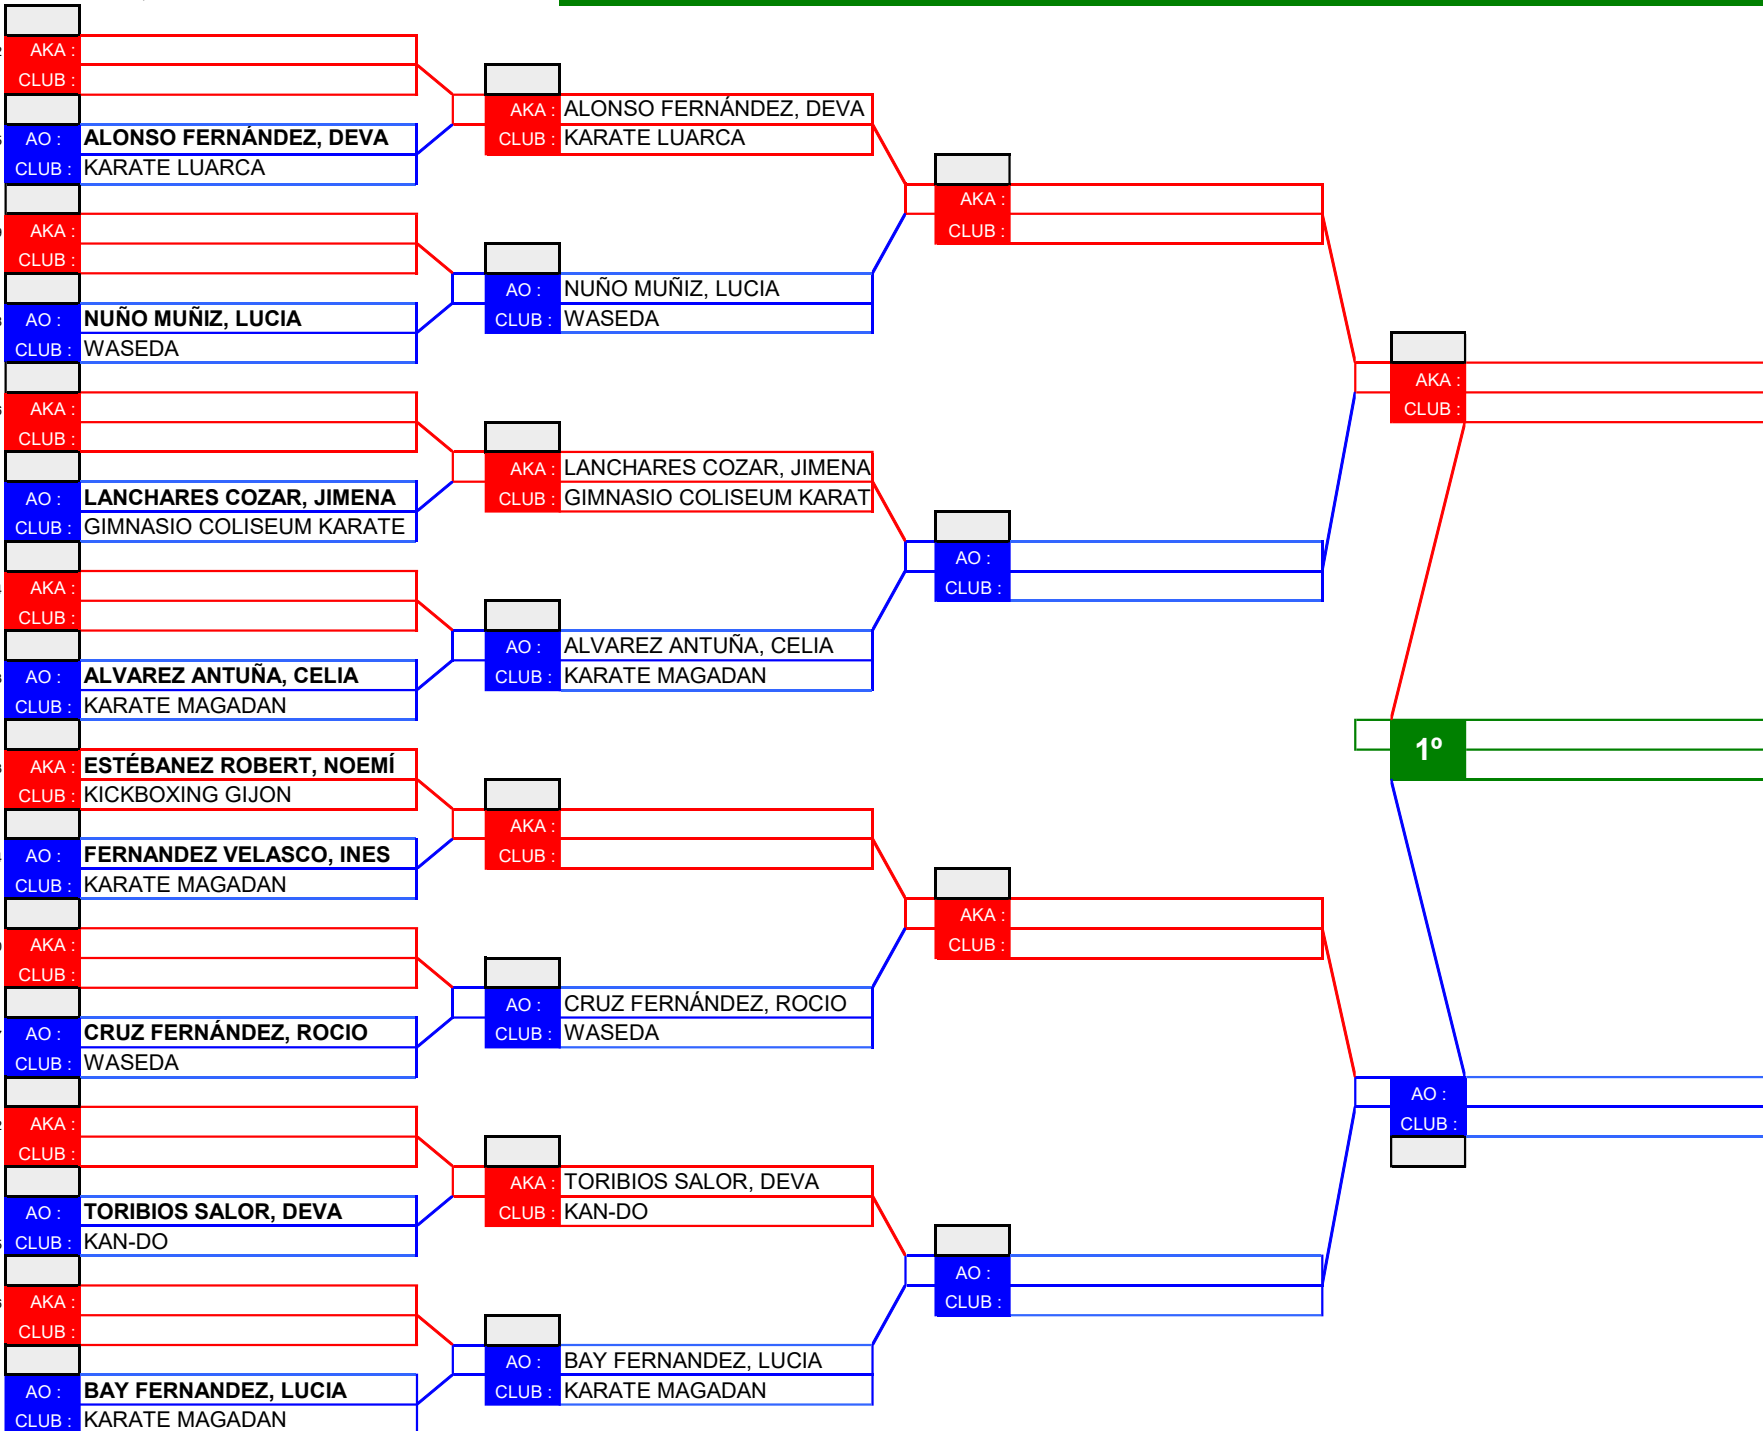 AKA :
CLUB :
AO : ALONSO FERNÁNDEZ, DEVA
CLUB : KARATE LUARCA
AKA :
CLUB :
AO : NUÑO MUÑIZ, LUCIA
CLUB : WASEDA
AKA :
CLUB :
AO : LANCHARES COZAR, JIMENA
CLUB : GIMNASIO COLISEUM KARATE
AKA :
CLUB :
AO : ALVAREZ ANTUÑA, CELIA
CLUB : KARATE MAGADAN
AKA : ESTÉBANEZ ROBERT, NOEMÍ
CLUB : KICKBOXING GIJON
AO : FERNANDEZ VELASCO, INES
CLUB : KARATE MAGADAN
AKA :
CLUB :
AO : CRUZ FERNÁNDEZ, ROCIO
CLUB : WASEDA
AKA :
CLUB :
AO : TORIBIOS SALOR, DEVA
CLUB : KAN-DO
AKA :
CLUB :
AO : BAY FERNANDEZ, LUCIA
CLUB : KARATE MAGADAN
AKA : ALONSO FERNÁNDEZ, DEVA
CLUB : KARATE LUARCA
AO : NUÑO MUÑIZ, LUCIA
CLUB : WASEDA
AKA : LANCHARES COZAR, JIMENA
CLUB : GIMNASIO COLISEUM KARAT
AO : ALVAREZ ANTUÑA, CELIA
CLUB : KARATE MAGADAN
AKA :
CLUB :
AO : CRUZ FERNÁNDEZ, ROCIO
CLUB : WASEDA
AKA : TORIBIOS SALOR, DEVA
CLUB : KAN-DO
AO : BAY FERNANDEZ, LUCIA
CLUB : KARATE MAGADAN
AKA :
CLUB :
AO :
CLUB :
AKA :
CLUB :
AO :
CLUB :
AKA :
CLUB :
1º
AO :
CLUB :